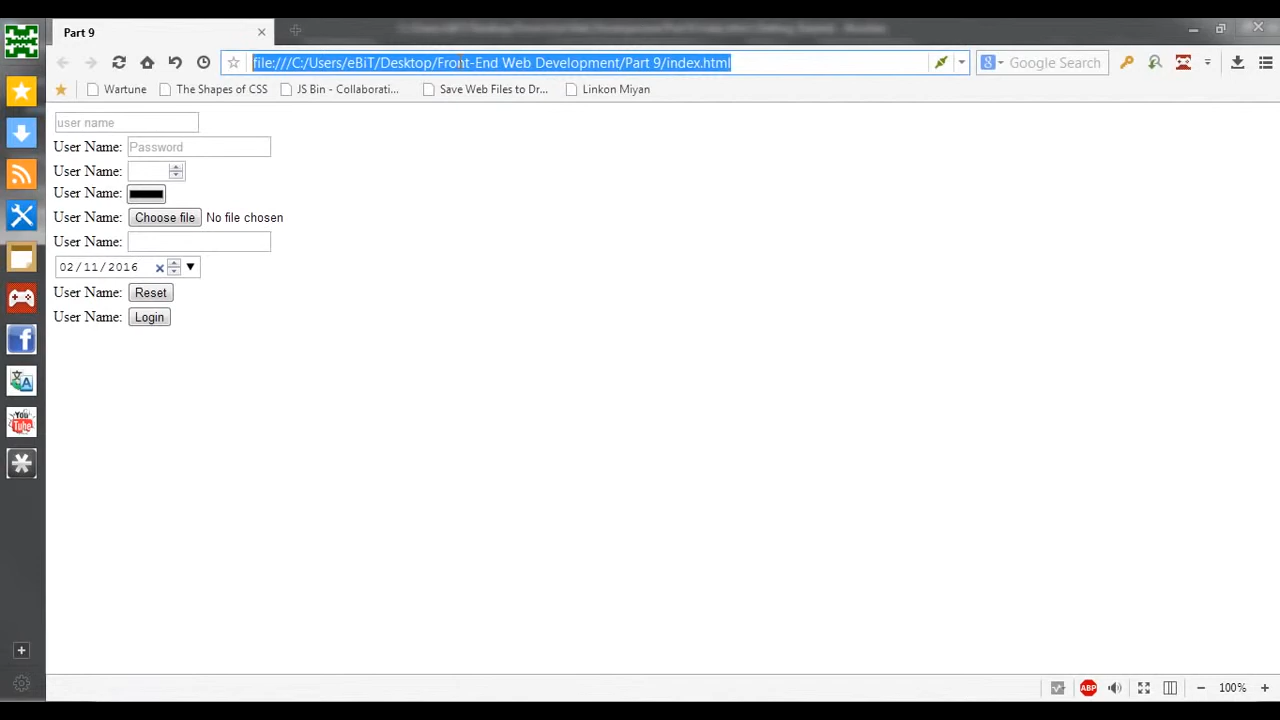 Part 9
file:///C:/Users/eBiT/Desktop/Front-End Web Development/Part 9/index.html
Google Search
Wartune
The Shapes of CSS
JS Bin - Collaborati...
Save Web Files to Dr...
Linkon Miyan
user name
User Name: Password
User Name:
User Name:
User Name: Choose file No file chosen
User Name:
02/11/2016
User Name: Reset
User Name: Login
You
Tube
ABP
100%